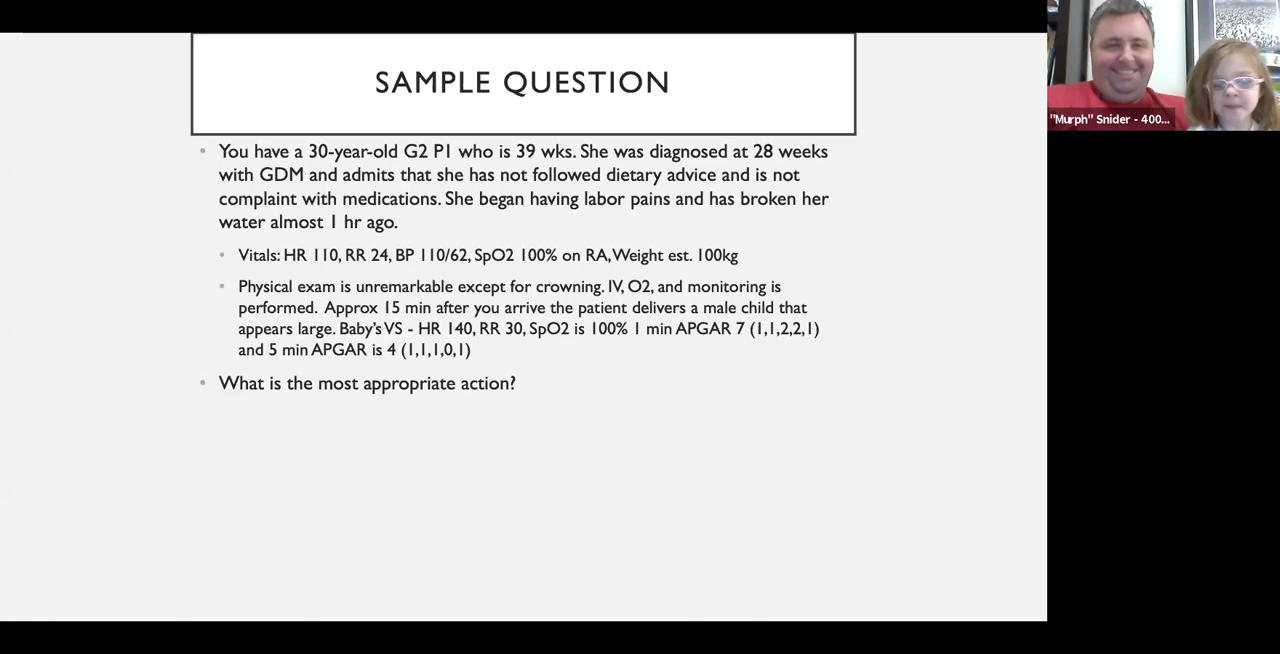 SAMPLE QUESTION
You have a 30-year-old G2 P1 who is 39 wks. She was diagnosed at 28 weeks
with GDM and admits that she has not followed dietary advice and is not
complaint with medications. She began having labor pains and has broken her
water almost 1 hr ago.
Vitals: HR 110, RR 24, BP 110/62, SpO2 100% on RA, Weight est. 100kg
Physical exam is unremarkable except for crowning. IV, O2, and monitoring is
performed. Approx 15 min after you arrive the patient delivers a male child that
appears large. Baby's VS - HR 140, RR 30, SpO2 is 100% 1 min APGAR 7 (1,1,2,2,1)
and 5 min APGAR is 4 (1,1,1,0,1)
What is the most appropriate action?
"Murph" Snider - 400...